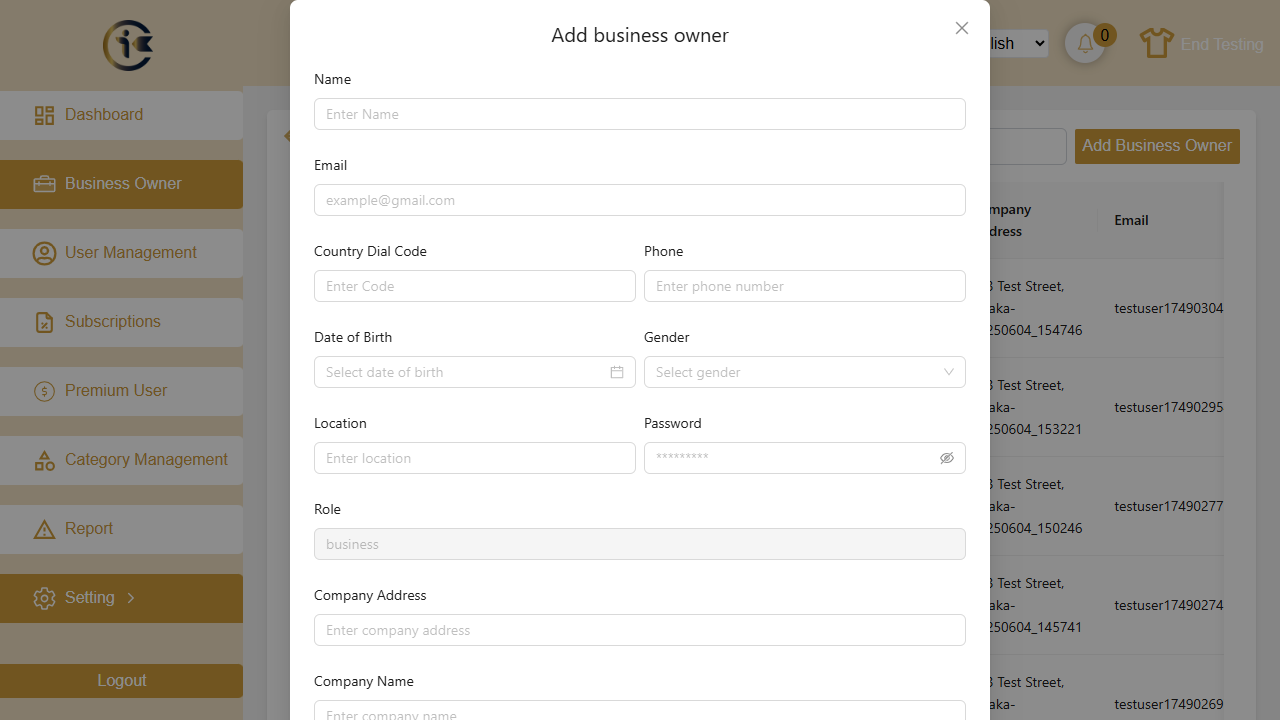 Add business owner
lish
0
End Testing
Dashboard
Business Owner
User Management
Subscriptions
Premium User
Category Management
Report
Setting
Logout
Name
Enter Name
Email
example@gmail.com
Country Dial Code
Phone
Enter Code
Enter phone number
Date of Birth
Gender
Select date of birth
Select gender
Location
Password
Enter location
*********
Role
business
Company Address
Enter company address
Company Name
Enter company name
Add Business Owner
mpany
dress
Email
3 Test Street,
aka-
250604_154746
testuser17490304
3 Test Street,
aka-
250604_153221
testuser17490295
3 Test Street,
aka-
250604_150246
testuser17490277
3 Test Street,
aka-
250604_145741
testuser17490274
3 Test Street,
aka-
testuser17490269